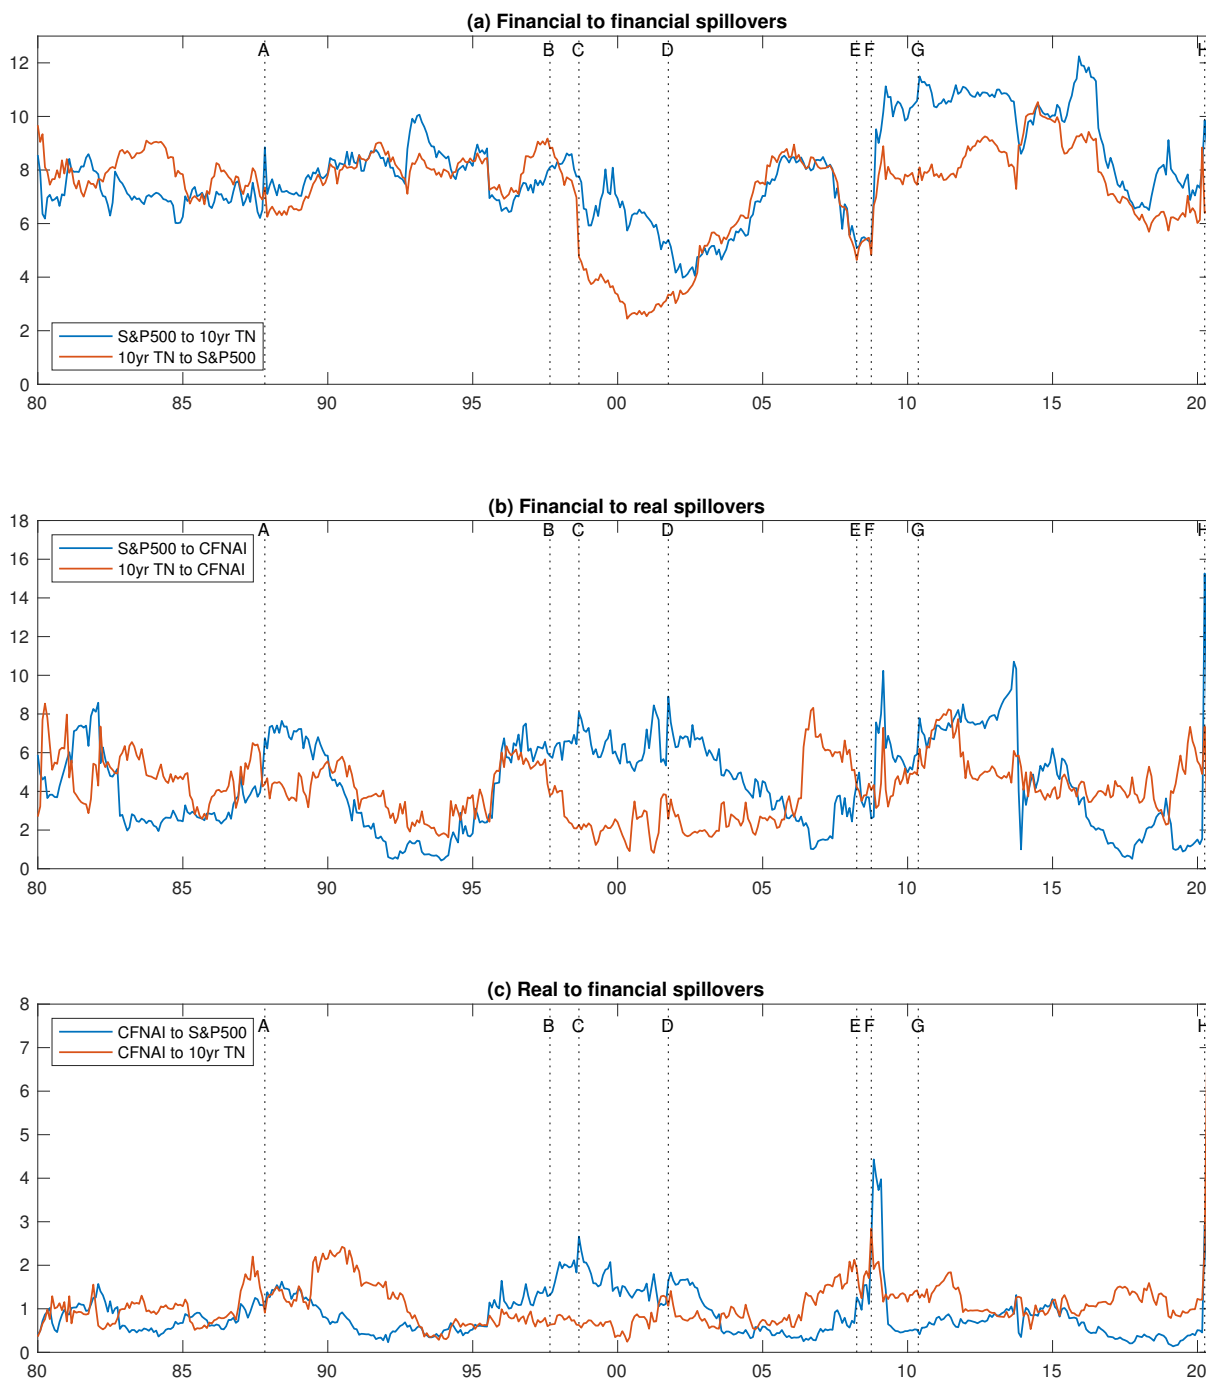 (a) Financial to financial spillovers
A B C D E F G H
12
10
8
6
4
2
0
S&P500 to 10yr TN
10yr TN to S&P500
80 85 90 95 00 05 10 15 20
(b) Financial to real spillovers
A B C D E F G H
18
16
14
12
10
8
6
4
2
0
S&P500 to CFNAI
10yr TN to CFNAI
80 85 90 95 00 05 10 15 20
(c) Real to financial spillovers
A B C D E F G H
8
7
6
5
4
3
2
1
0
CFNAI to S&P500
CFNAI to 10yr TN
80 85 90 95 00 05 10 15 20